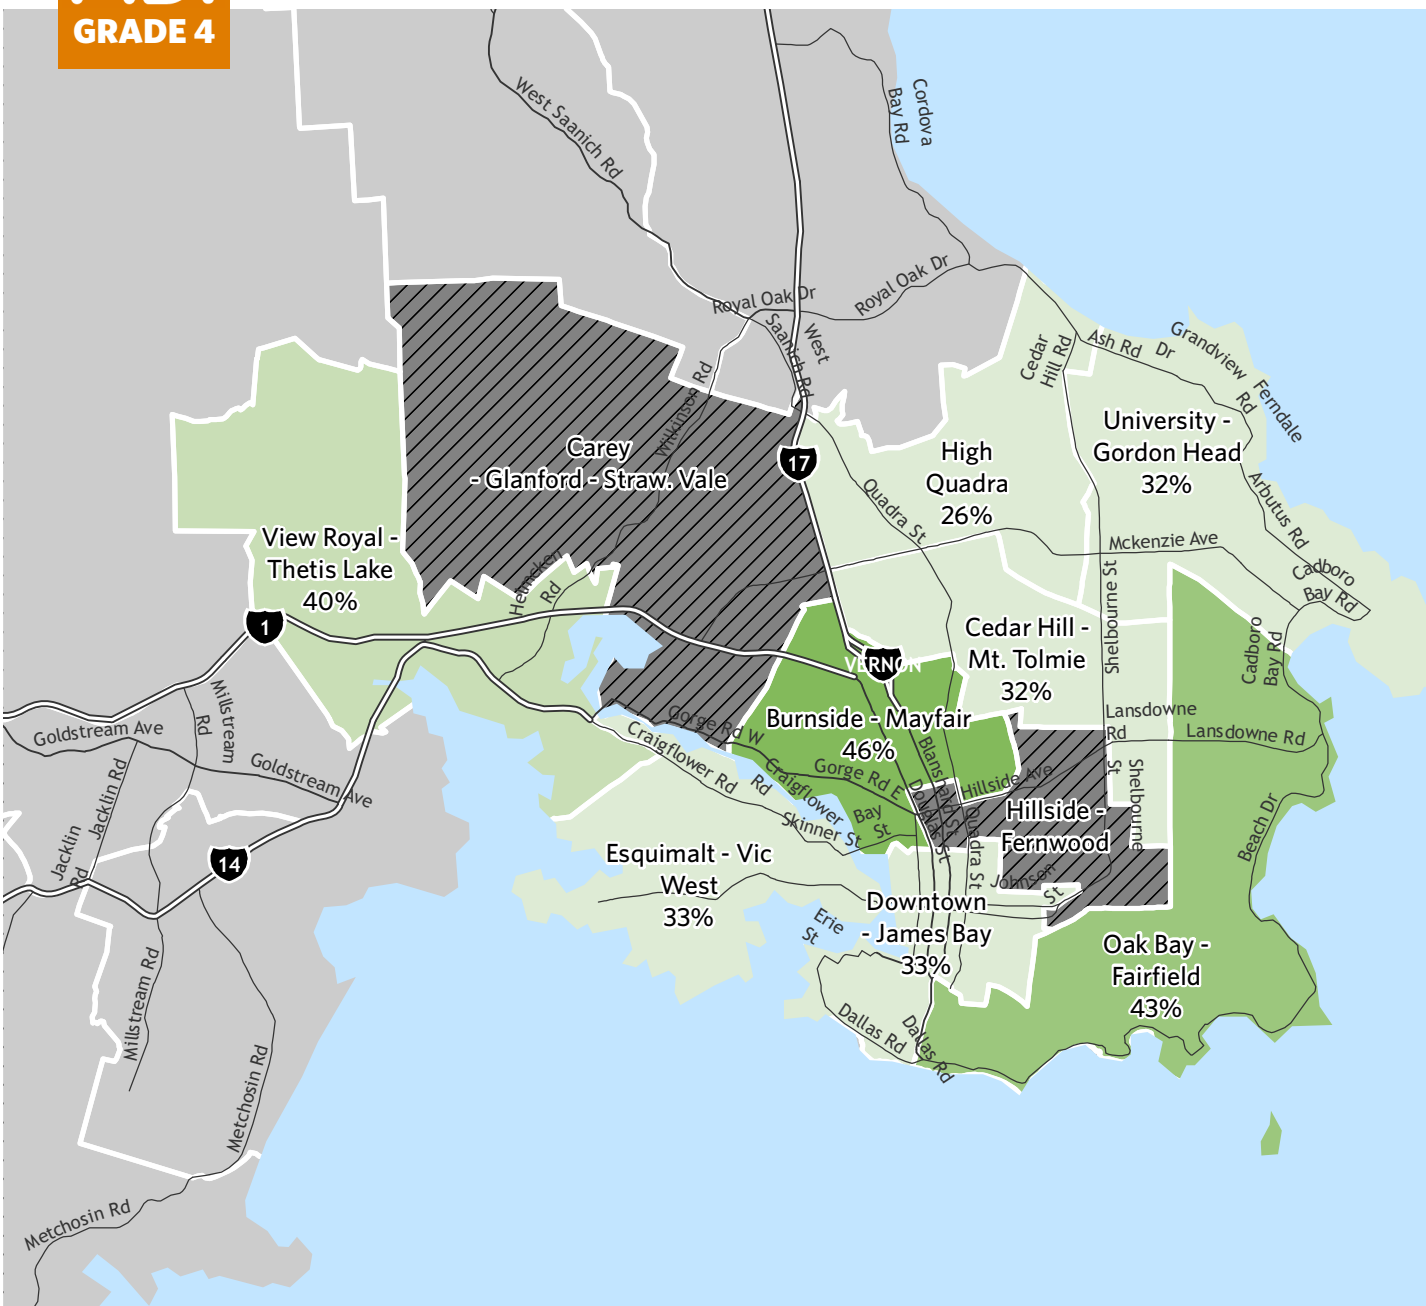 GRADE 4
West Saanich Rd
Cordova
Bay Rd
Royal Oak Dr
Royal Oak Dr
West
Saanich Rd
Wilkinson Rd
Cedar
Hill Rd
Ash Rd
Grandview
Dr
Ferndale
Rd
University -
Gordon Head
32%
High
Quadra
26%
Carey
- Glanford - Straw. Vale
17
Quadra St
Arbutus Rd
Mckenzie Ave
View Royal -
Thetis Lake
40%
Helmcken
Rd
Shelbourne St
Cadboro
Bay Rd
Cadboro
Bay Rd
1
Cedar Hill -
Mt. Tolmie
32%
VERNON
Millstream
Rd
Goldstream Ave
Goldstream Ave
Burnside - Mayfair
46%
Gorge Rd W
Gorge Rd E
Craigflower Rd
Craigflower
Rd
Blanshard St
Douglas St
Hillside Ave
Lansdowne
Rd
Lansdowne Rd
Shelbourne
St
Jacklin Rd
Jacklin
Rd
14
Skinner St
Bay
St
Hillside -
Fernwood
Quadra St
Johnson
St
Beach Dr
Esquimalt - Vic
West
33%
Downtown
- James Bay
33%
Erie
St
Oak Bay -
Fairfield
43%
Dallas Rd
Dallas Rd
Millstream Rd
Metchosin Rd
Metchosin Rd